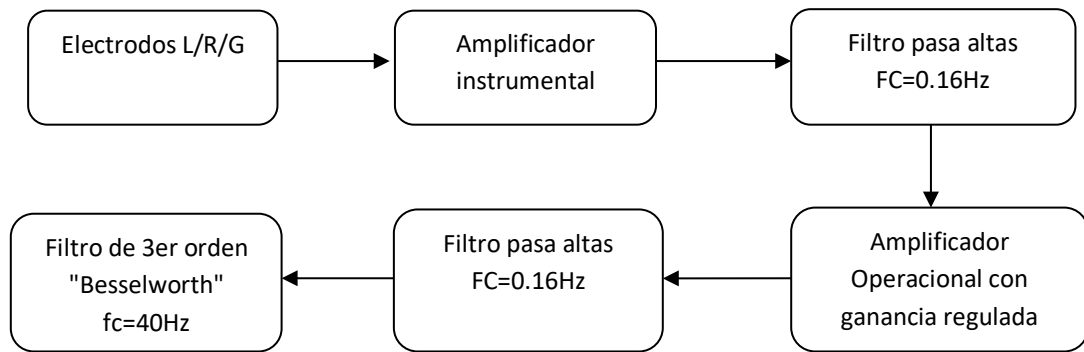 Electrodos L/R/G
Amplificador
instrumental
Filtro pasa altas
FC=0.16Hz
Amplificador
Operacional con
ganancia regulada
Filtro pasa altas
FC=0.16Hz
Filtro de 3er orden
"Besselworth"
fc=40Hz